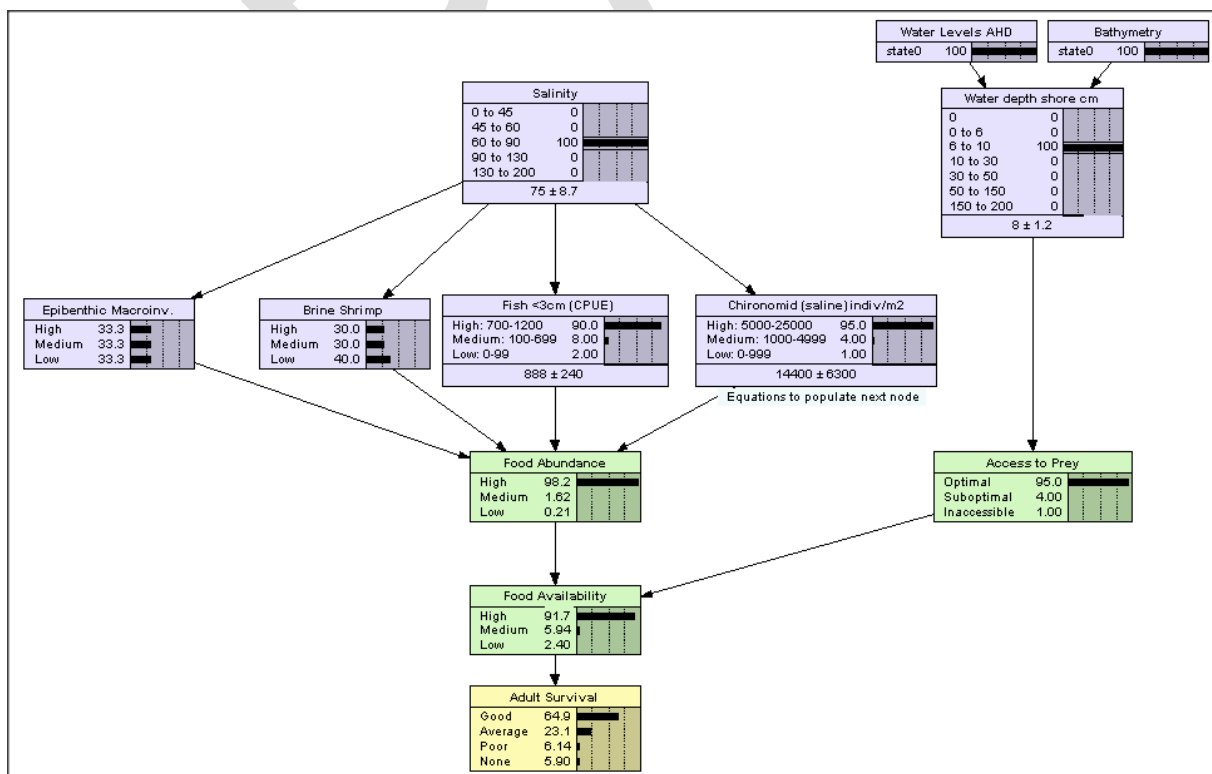 Water Levels AHD
state0 100
Bathymetry
state0 100
Salinity
0 to 45 0
45 to 60 0
60 to 90 100
90 to 130 0
130 to 200 0
75 ± 8.7
Water depth shore cm
0 0
0 to 6 0
6 to 10 100
10 to 30 0
30 to 50 0
50 to 150 0
150 to 200 0
8 ± 1.2
Epibenthic Macroinv.
High 33.3
Medium 33.3
Low 33.3
Brine Shrimp
High 30.0
Medium 30.0
Low 40.0
Fish <3cm (CPUE)
High: 700-1200 90.0
Medium: 100-699 8.00
Low: 0-99 2.00
888 ± 240
Chironomid (saline) indiv/m2
High: 5000-25000 95.0
Medium: 1000-4999 4.00
Low: 0-999 1.00
14400 ± 6300
Equations to populate next node
Food Abundance
High 98.2
Medium 1.62
Low 0.21
Access to Prey
Optimal 95.0
Suboptimal 4.00
Inaccessible 1.00
Food Availability
High 91.7
Medium 5.94
Low 2.40
Adult Survival
Good 64.9
Average 23.1
Poor 6.14
None 5.90